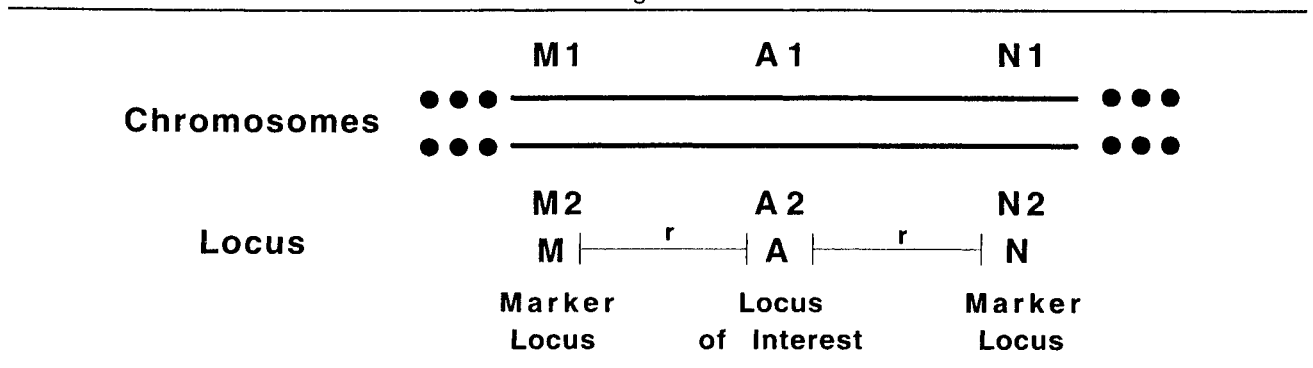 M1 A1 N1
Chromosomes
M2 A2 N2
Locus M r A r N
Marker Locus Marker
Locus of Interest Locus